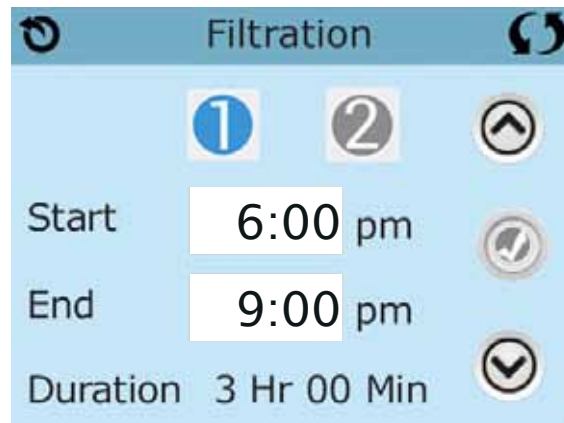 Filtration
1 2
Start 6:00 pm
End 9:00 pm
Duration 3 Hr 00 Min